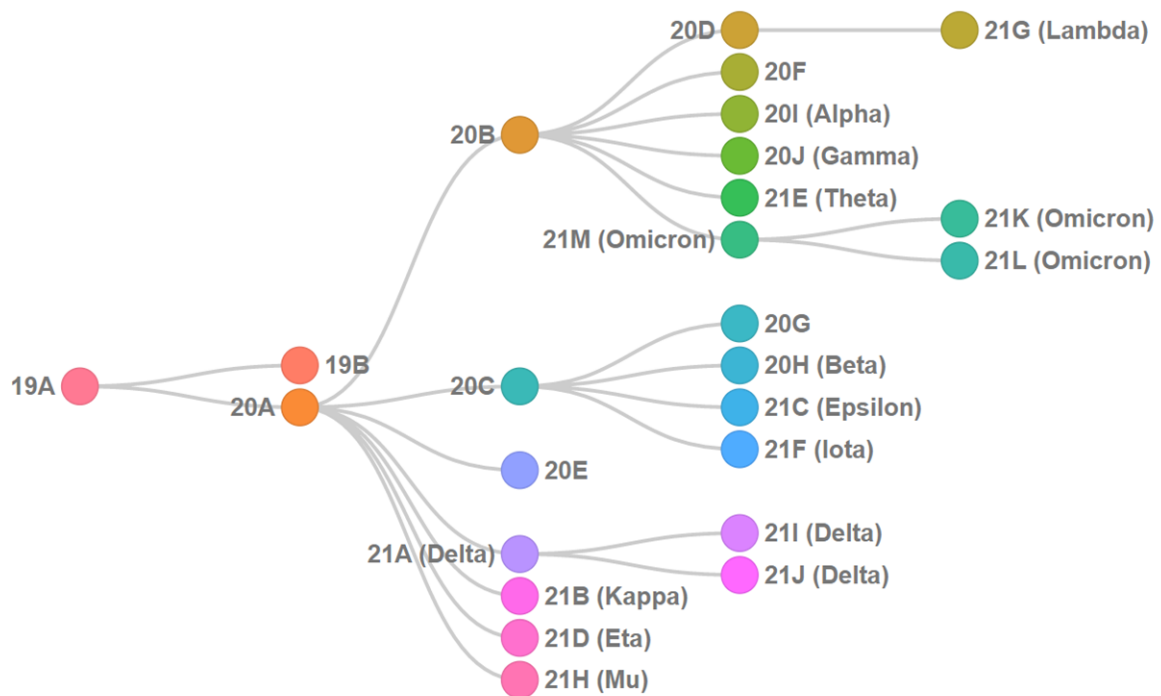 20D
21G (Lambda)
20F
20I (Alpha)
20B
20J (Gamma)
21E (Theta)
21K (Omicron)
21M (Omicron)
21L (Omicron)
20G
19B
20H (Beta)
19A
20C
20A
21C (Epsilon)
21F (Iota)
20E
21I (Delta)
21A (Delta)
21J (Delta)
21B (Kappa)
21D (Eta)
21H (Mu)